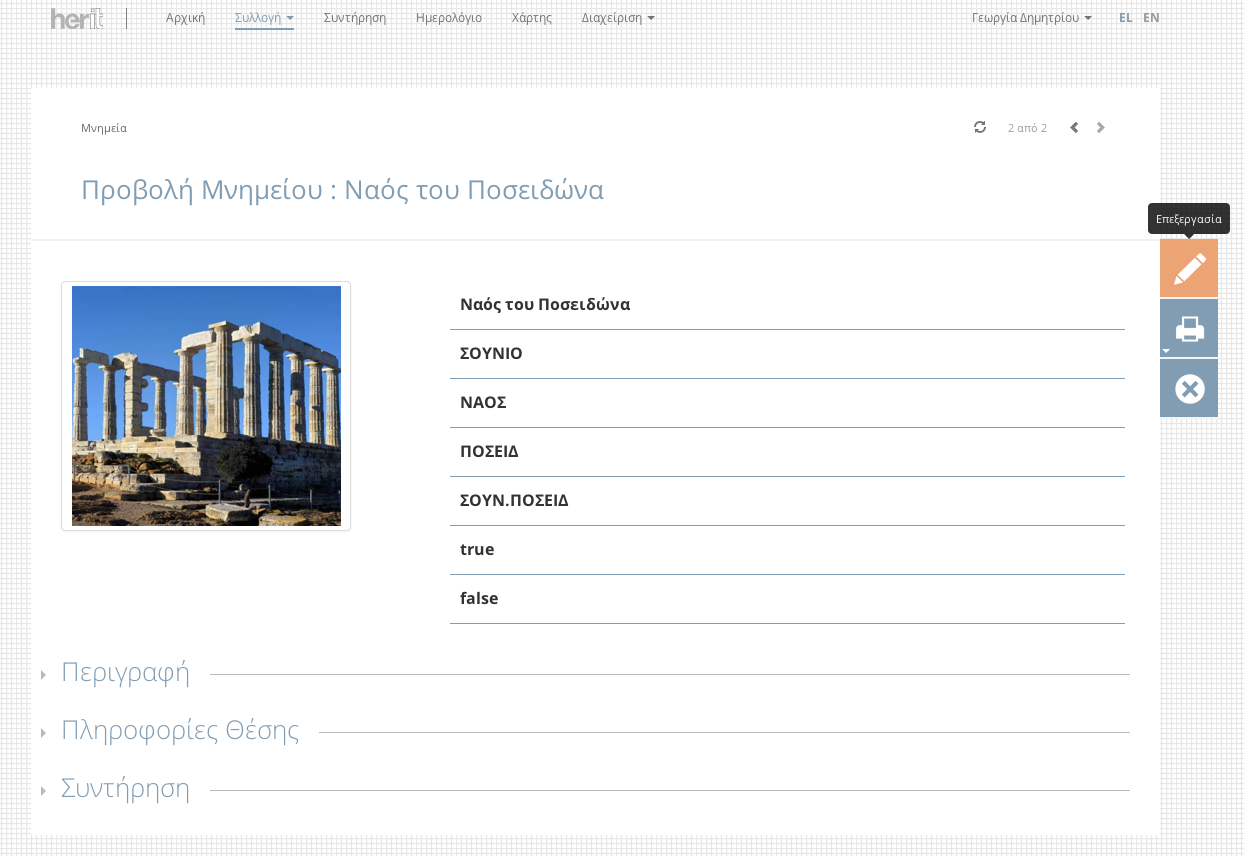 herit
Αρχική Συλλογή Συντήρηση Ημερολόγιο Χάρτης Διαχείριση Γεωργία Δημητρίου EL EN
Μνημεία 2 από 2
Προβολή Μνημείου : Ναός του Ποσειδώνα
Επεξεργασία
Ναός του Ποσειδώνα
ΣΟΥΝΙΟ
ΝΑΟΣ
ΠΟΣΕΙΔ
ΣΟΥΝ.ΠΟΣΕΙΔ
true
false
Περιγραφή
Πληροφορίες Θέσης
Συντήρηση